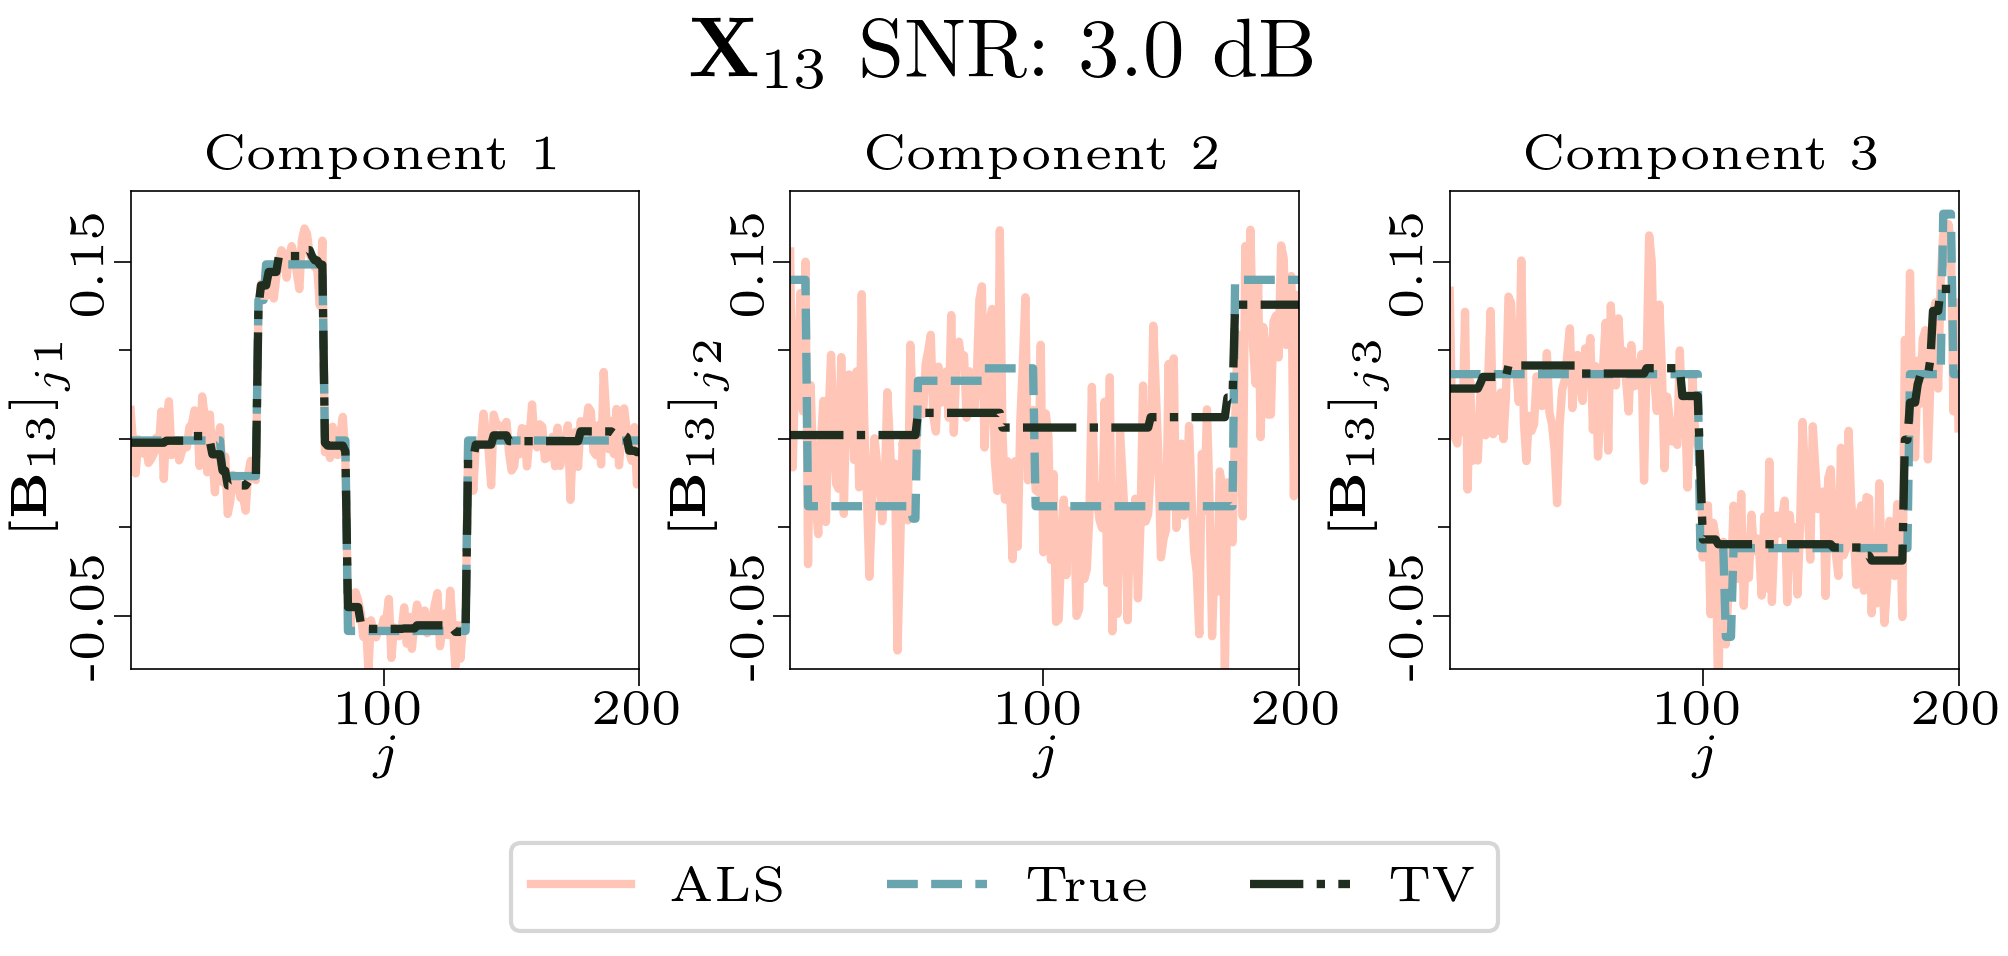 X₁₃ SNR: 3.0 dB
Component 1
Component 2
Component 3
[B₁₃]ⱼ₁
0.15
-0.05
100
200
j
[B₁₃]ⱼ₂
0.15
-0.05
100
200
j
[B₁₃]ⱼ₃
0.15
-0.05
100
200
j
ALS
True
TV